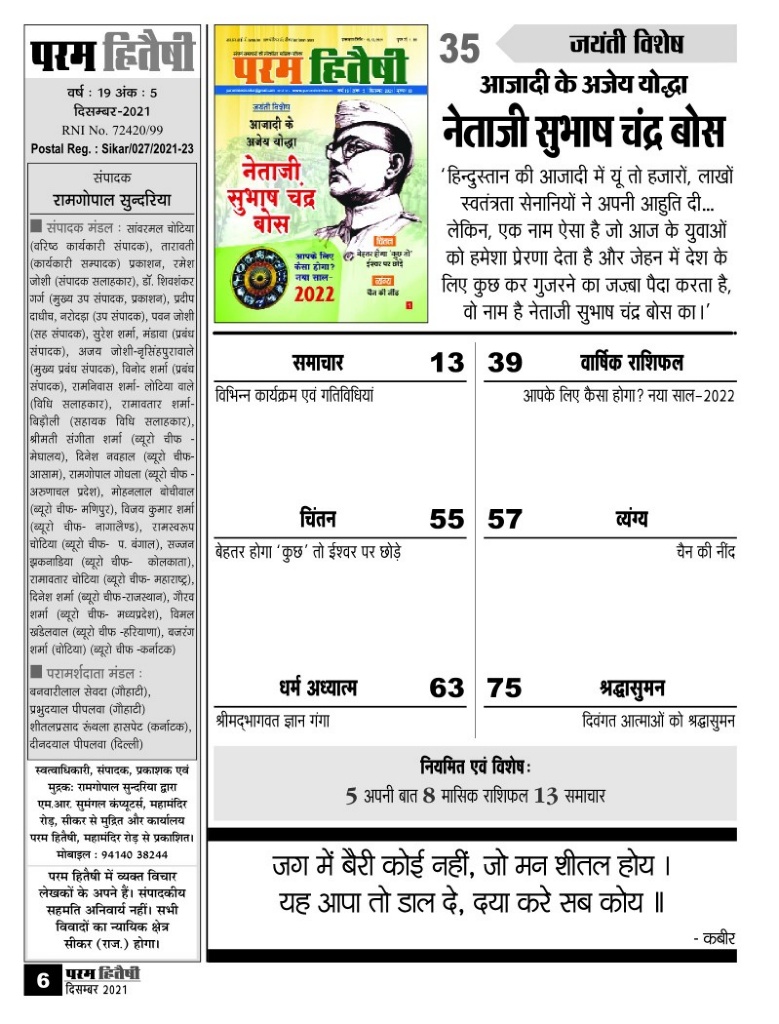 परम हितैषी
वर्ष : 19 अंक : 5
दिसम्बर-2021
RNI No. 72420/99
Postal Reg. : Sikar/027/2021-23
संपादक
रामगोपाल सुन्दरिया
संपादक मंडल : सांवरमल चोटिया
(वरिष्ठ कार्यकारी संपादक), तारावती
(कार्यकारी सम्पादक) प्रकाशन, रमेश
जोशी (संपादक सलाहकार), डॉ. शिवशंकर
गर्ग (मुख्य उप संपादक, प्रकाशन), प्रदीप
दाधीच, नरोदड़ा (उप संपादक), पवन जोशी
(सह संपादक), सुरेश शर्मा, मंडावा (प्रबंध
संपादक), अजय जोशी-नृसिंहपुरावाले
(मुख्य प्रबंध संपादक), विनोद शर्मा (प्रबंध
संपादक), रामनिवास शर्मा- लोटिया वाले
(विधि सलाहकार), रामावतार शर्मा-
बिड़ौली (सहायक विधि सलाहकार),
श्रीमती संगीता शर्मा (ब्यूरो चीफ -
मेघालय), दिनेश नवहाल (ब्यूरो चीफ-
आसाम), रामगोपाल गोधला (ब्यूरो चीफ -
अरुणाचल प्रदेश), मोहनलाल बोचीवाल
(ब्यूरो चीफ- मणिपुर), विजय कुमार शर्मा
(ब्यूरो चीफ- नागालैण्ड), रामस्वरूप
चोटिया (ब्यूरो चीफ- प. बंगाल), सज्जन
झकनाडिया (ब्यूरो चीफ- कोलकाता),
रामावतार चोटिया (ब्यूरो चीफ- महाराष्ट्र),
दिनेश शर्मा (ब्यूरो चीफ-राजस्थान), गौरव
शर्मा (ब्यूरो चीफ- मध्यप्रदेश), विमल
खंडेलवाल (ब्यूरो चीफ -हरियाणा), बजरंग
शर्मा (चोटिया) (ब्यूरो चीफ -कर्नाटक)
परामर्शदाता मंडल :
बनवारीलाल सेवदा (गौहाटी),
प्रभुदयाल पीपलवा (गौहाटी)
शीतलप्रसाद रूंथला हासपेट (कर्नाटक),
दीनदयाल पीपलवा (दिल्ली)
स्वत्वाधिकारी, संपादक, प्रकाशक एवं
मुद्रक: रामगोपाल सुन्दरिया द्वारा
एम.आर. सुमंगल कंप्यूटर्स, महामंदिर
रोड़, सीकर से मुद्रित और कार्यालय
परम हितैषी, महामंदिर रोड़ से प्रकाशित।
मोबाइल : 94140 38244
परम हितैषी में व्यक्त विचार
लेखकों के अपने हैं। संपादकीय
सहमति अनिवार्य नहीं। सभी
विवादों का न्यायिक क्षेत्र
सीकर (राज.) होगा।
परम हितैषी
जयंती विशेष
आजादी के
अजेय योद्धा
नेताजी
सुभाष चंद्र
बोस
चिंतन
बेहतर होगा 'कुछ' तो
ईश्वर पर छोड़े
आपके लिए
कैसा होगा?
नया साल-
2022
व्यंग्य
चैन की नींद
35 जयंती विशेष
आजादी के अजेय योद्धा
नेताजी सुभाष चंद्र बोस
'हिन्दुस्तान की आजादी में यूं तो हजारों, लाखों
स्वतंत्रता सेनानियों ने अपनी आहुति दी...
लेकिन, एक नाम ऐसा है जो आज के युवाओं
को हमेशा प्रेरणा देता है और जेहन में देश के
लिए कुछ कर गुजरने का जज़्बा पैदा करता है,
वो नाम है नेताजी सुभाष चंद्र बोस का।'
समाचार 13
विभिन्न कार्यक्रम एवं गतिविधियां
39 वार्षिक राशिफल
आपके लिए कैसा होगा? नया साल-2022
चिंतन 55
बेहतर होगा 'कुछ' तो ईश्वर पर छोड़े
57 व्यंग्य
चैन की नींद
धर्म अध्यात्म 63
श्रीमद्भागवत ज्ञान गंगा
75 श्रद्धासुमन
दिवंगत आत्माओं को श्रद्धासुमन
नियमित एवं विशेष:
5 अपनी बात 8 मासिक राशिफल 13 समाचार
जग में बैरी कोई नहीं, जो मन शीतल होय ।
यह आपा तो डाल दे, दया करे सब कोय ॥
- कबीर
6 परम हितैषी
दिसम्बर 2021